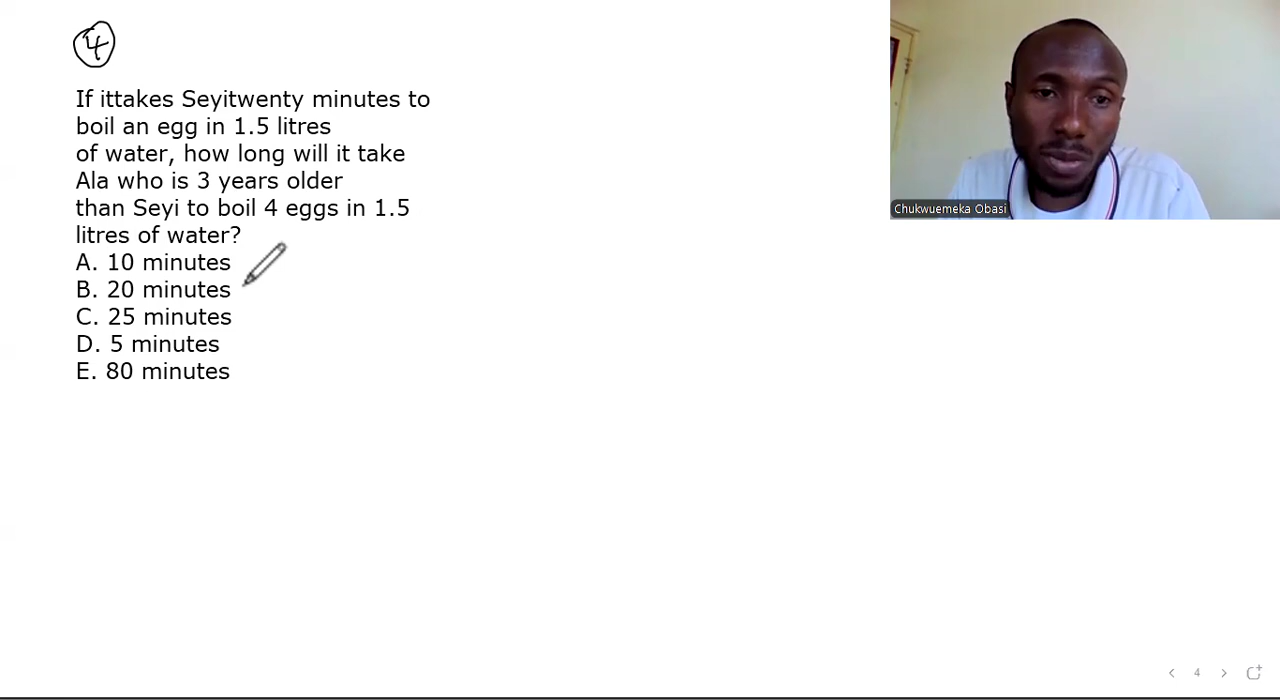 4
If ittakes Seyitwenty minutes to
boil an egg in 1.5 litres
of water, how long will it take
Ala who is 3 years older
than Seyi to boil 4 eggs in 1.5
litres of water?
A. 10 minutes
B. 20 minutes
C. 25 minutes
D. 5 minutes
E. 80 minutes
Chukwuemeka Obasi
4